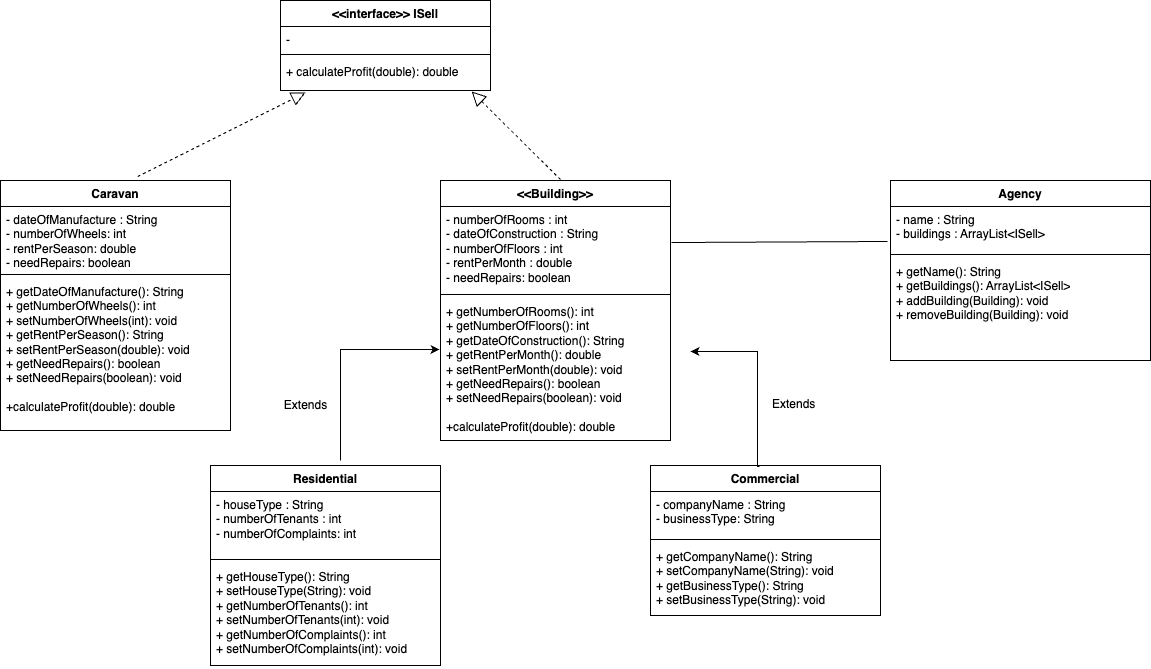 <<interface>> ISell
-
+ calculateProfit(double): double
Caravan
- dateOfManufacture : String
- numberOfWheels: int
- rentPerSeason: double
- needRepairs: boolean
+ getDateOfManufacture(): String
+ getNumberOfWheels(): int
+ setNumberOfWheels(int): void
+ getRentPerSeason(): String
+ setRentPerSeason(double): void
+ getNeedRepairs(): boolean
+ setNeedRepairs(boolean): void
+calculateProfit(double): double
<<Building>>
- numberOfRooms : int
- dateOfConstruction : String
- numberOfFloors : int
- rentPerMonth : double
- needRepairs: boolean
+ getNumberOfRooms(): int
+ getNumberOfFloors(): int
+ getDateOfConstruction(): String
+ getRentPerMonth(): double
+ setRentPerMonth(double): void
+ getNeedRepairs(): boolean
+ setNeedRepairs(boolean): void
+calculateProfit(double): double
Agency
- name : String
- buildings : ArrayList<ISell>
+ getName(): String
+ getBuildings(): ArrayList<ISell>
+ addBuilding(Building): void
+ removeBuilding(Building): void
Extends
Extends
Residential
- houseType : String
- numberOfTenants : int
- numberOfComplaints: int
+ getHouseType(): String
+ setHouseType(String): void
+ getNumberOfTenants(): int
+ setNumberOfTenants(int): void
+ getNumberOfComplaints(): int
+ setNumberOfComplaints(int): void
Commercial
- companyName : String
- businessType: String
+ getCompanyName(): String
+ setCompanyName(String): void
+ getBusinessType(): String
+ setBusinessType(String): void